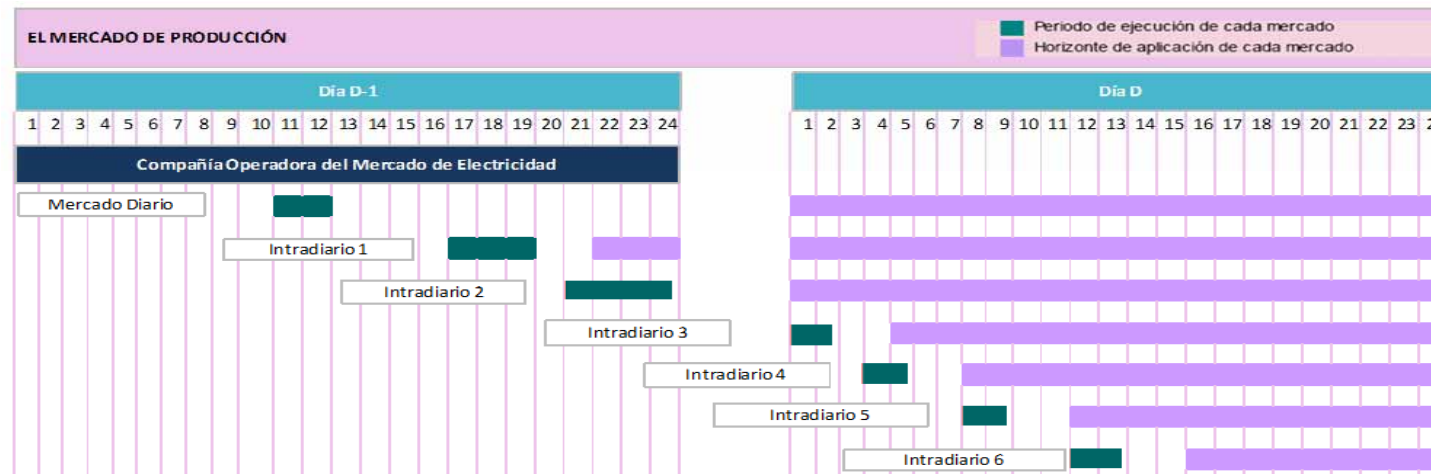 EL MERCADO DE PRODUCCIÓN
Periodo de ejecución de cada mercado
Horizonte de aplicación de cada mercado
Día D-1
Día D
1 2 3 4 5 6 7 8 9 10 11 12 13 14 15 16 17 18 19 20 21 22 23 24
1 2 3 4 5 6 7 8 9 10 11 12 13 14 15 16 17 18 19 20 21 22 23
Compañía Operadora del Mercado de Electricidad
Mercado Diario
Intradiario 1
Intradiario 2
Intradiario 3
Intradiario 4
Intradiario 5
Intradiario 6